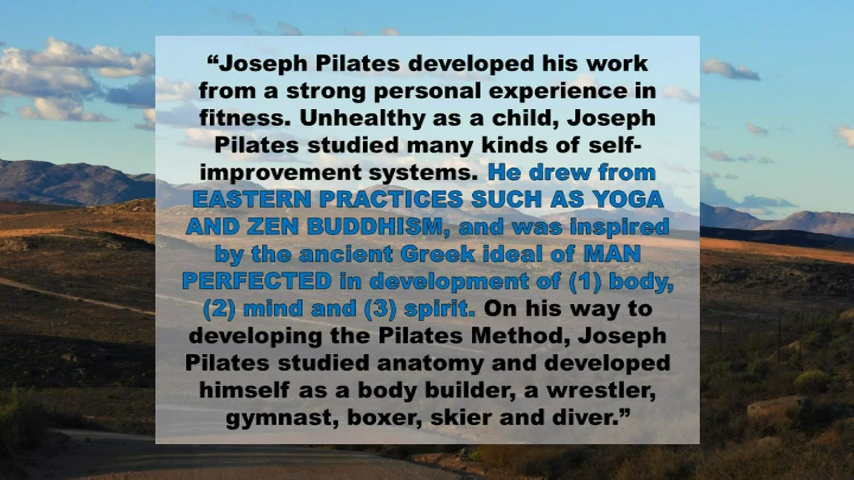 “Joseph Pilates developed his work
from a strong personal experience in
fitness. Unhealthy as a child, Joseph
Pilates studied many kinds of self-
improvement systems. He drew from
EASTERN PRACTICES SUCH AS YOGA
AND ZEN BUDDHISM, and was inspired
by the ancient Greek ideal of MAN
PERFECTED in development of (1) body,
(2) mind and (3) spirit. On his way to
developing the Pilates Method, Joseph
Pilates studied anatomy and developed
himself as a body builder, a wrestler,
gymnast, boxer, skier and diver.”